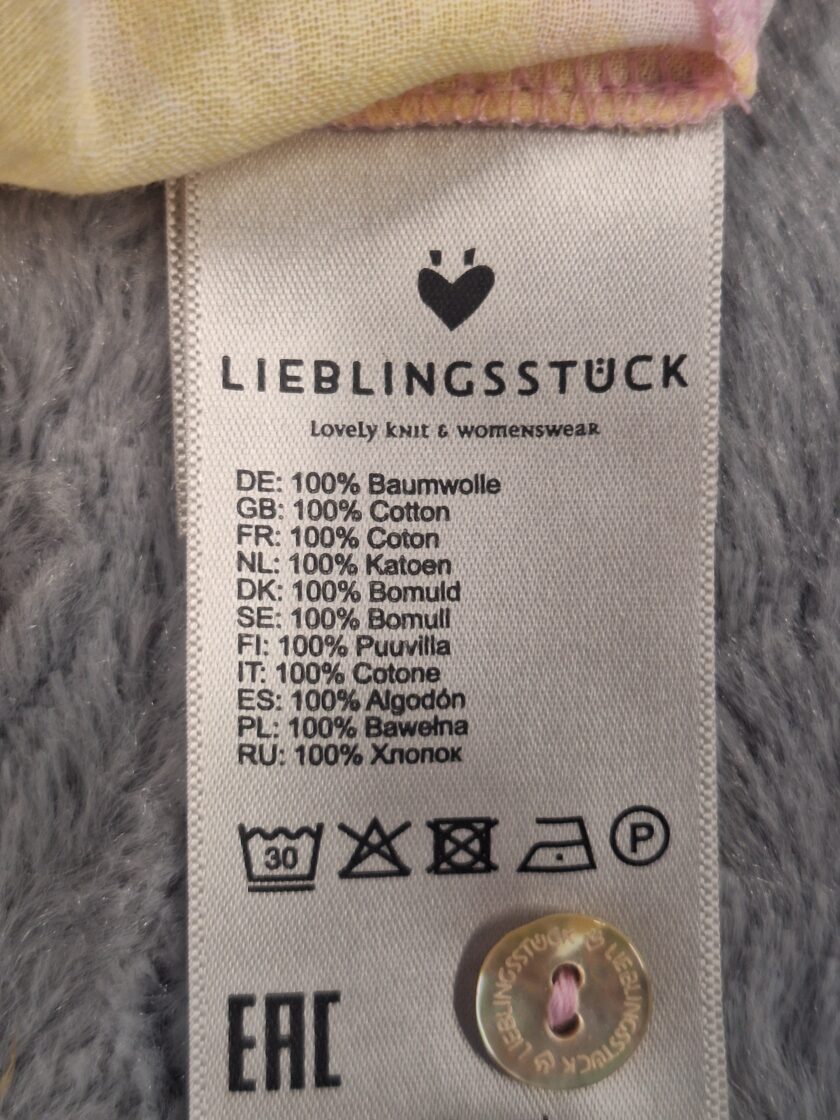 LIEBLINGSSTÜCK
Lovely knit & womenswear
DE: 100% Baumwolle
GB: 100% Cotton
FR: 100% Coton
NL: 100% Katoen
DK: 100% Bomuld
SE: 100% Bomull
FI: 100% Puuvilla
IT: 100% Cotone
ES: 100% Algodón
PL: 100% Bawełna
RU: 100% Хлопок
30
P
LIEBLINGSSTÜCK LIEBLINGSSTÜCK
EAC